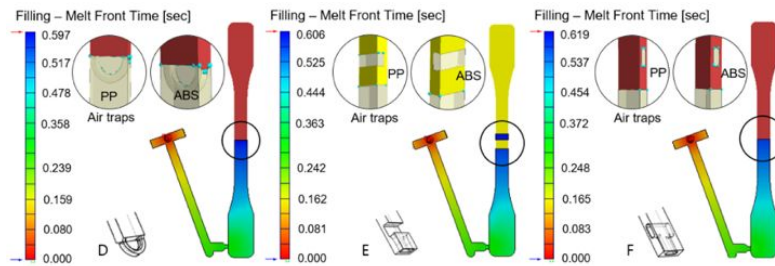 Filling – Melt Front Time [sec]
0.597
0.517
0.478
0.358
0.239
0.159
0.080
0.000
PP
ABS
Air traps
D
Filling – Melt Front Time [sec]
0.606
0.525
0.444
0.363
0.242
0.162
0.081
0.000
PP
ABS
Air traps
E
Filling – Melt Front Time [sec]
0.619
0.537
0.454
0.372
0.248
0.165
0.083
0.000
PP
ABS
Air traps
F